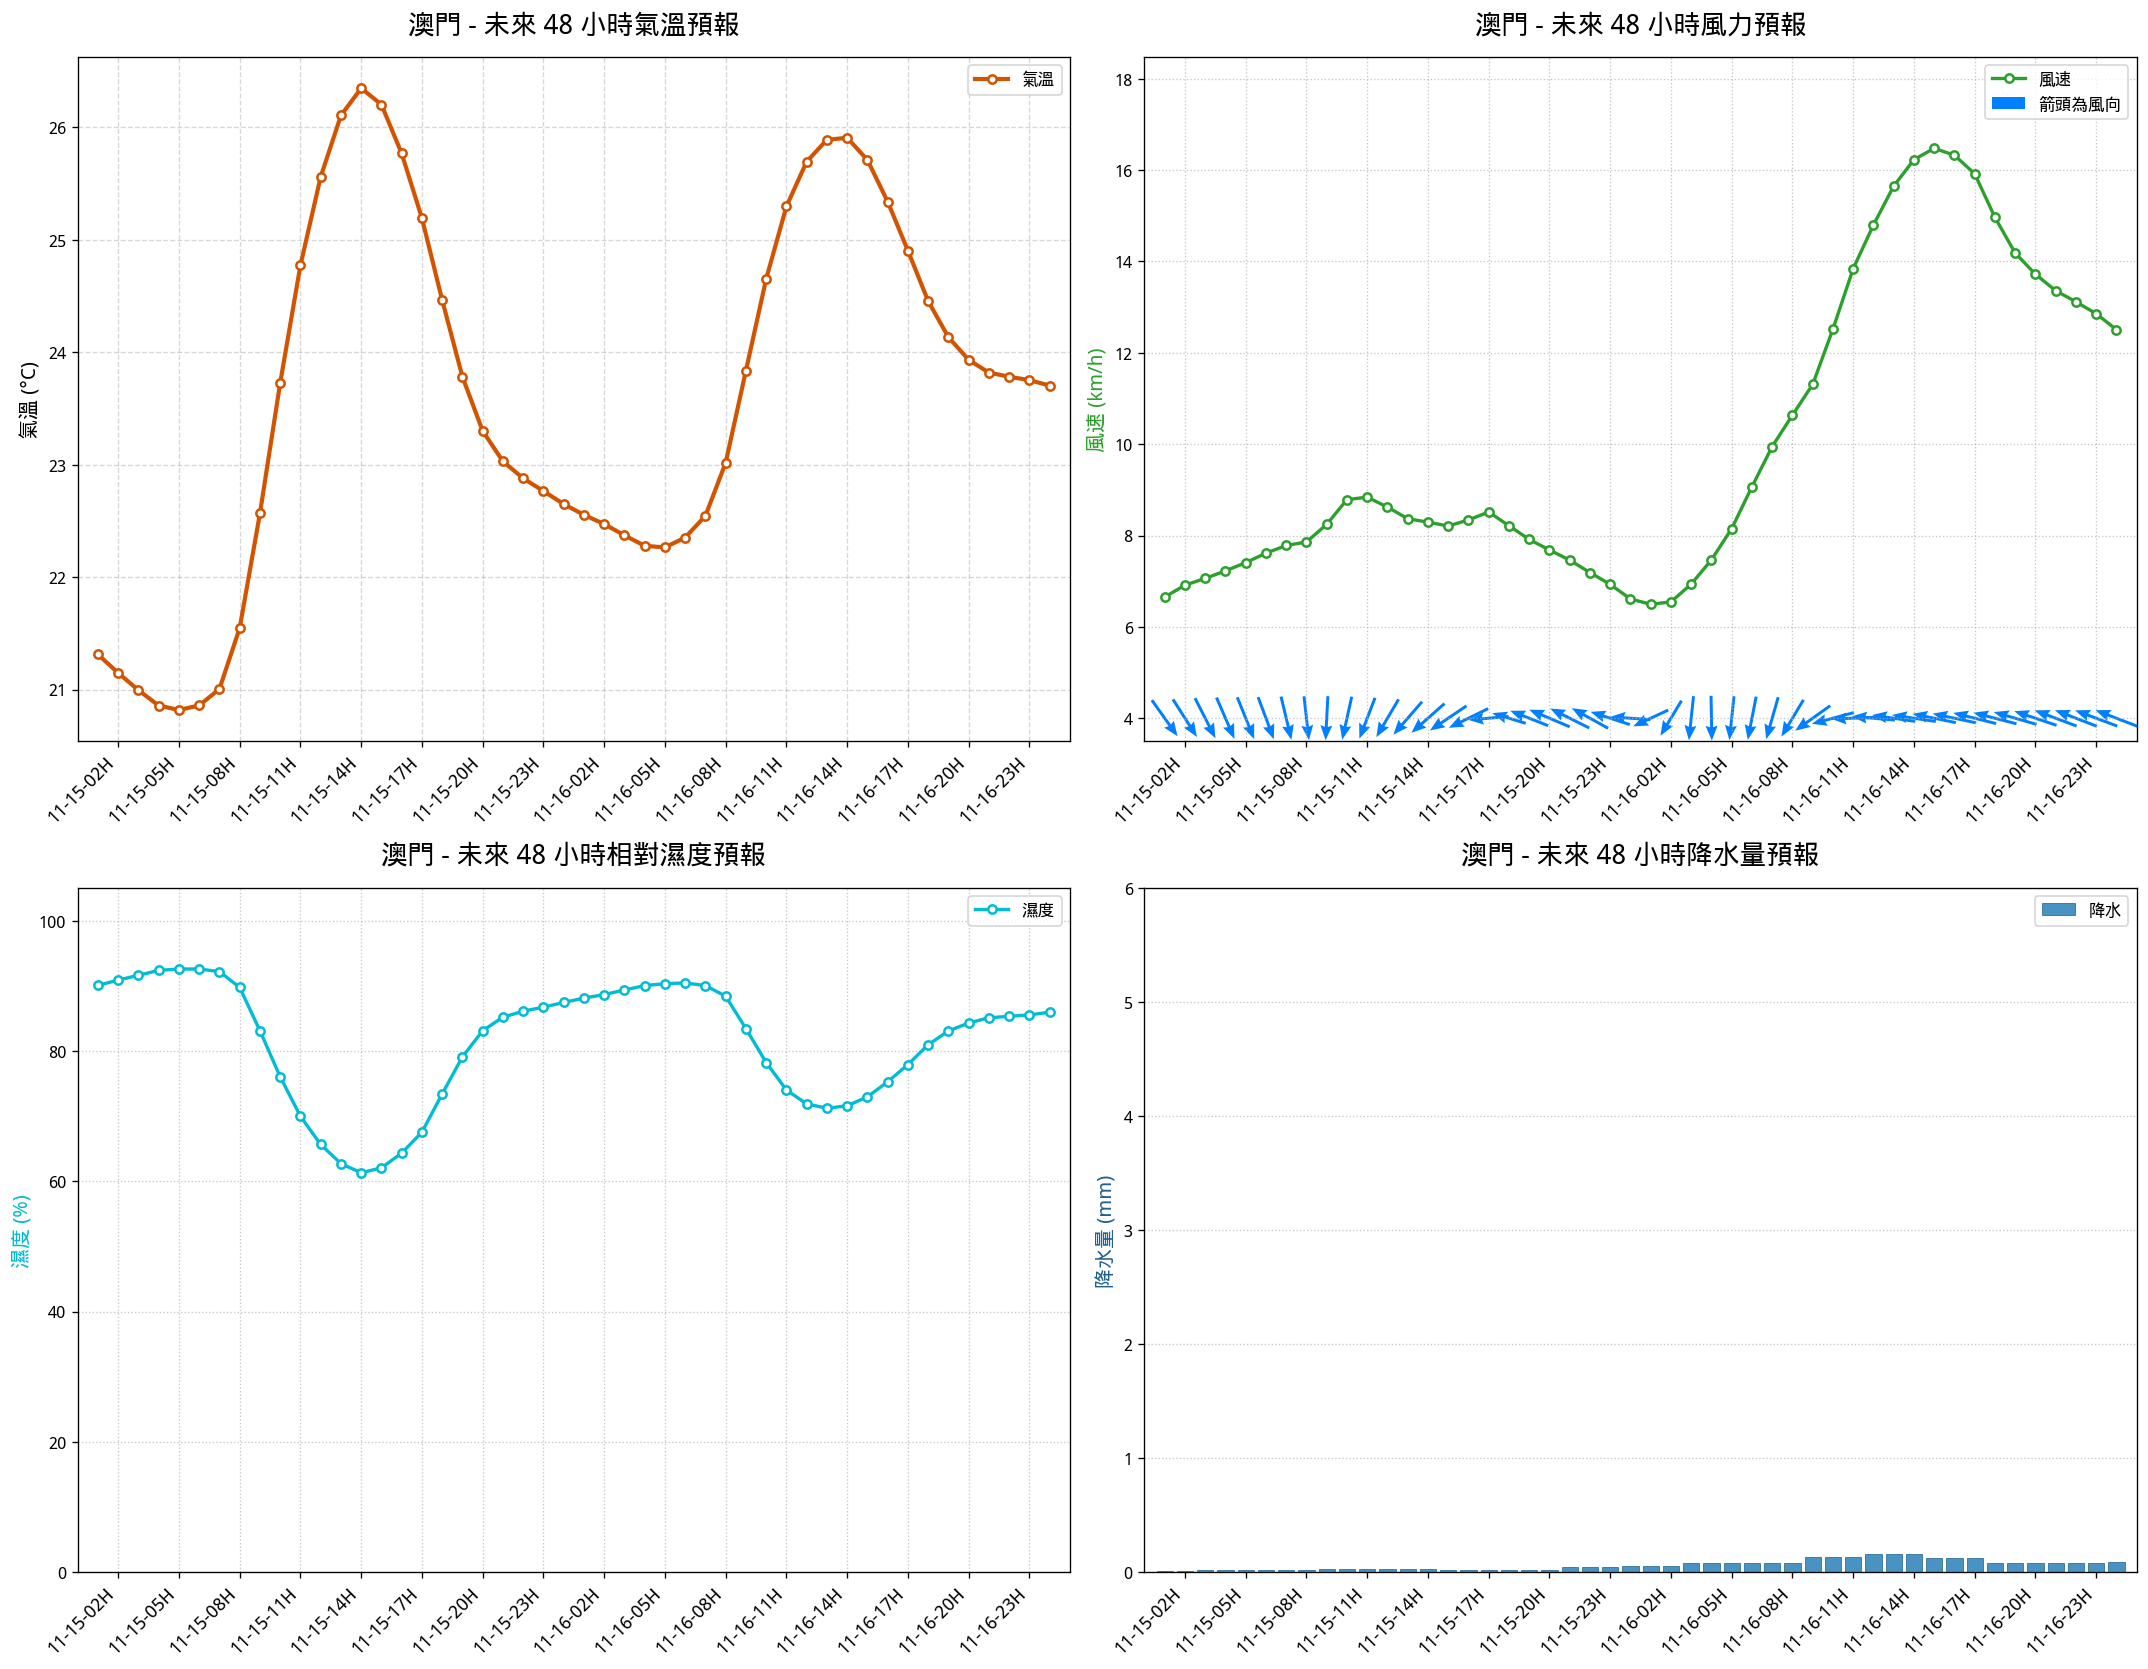 澳門 - 未來 48 小時氣溫預報
氣溫
氣溫 (°C)
26
25
24
23
22
21
11-15-02H
11-15-05H
11-15-08H
11-15-11H
11-15-14H
11-15-17H
11-15-20H
11-15-23H
11-16-02H
11-16-05H
11-16-08H
11-16-11H
11-16-14H
11-16-17H
11-16-20H
11-16-23H
澳門 - 未來 48 小時風力預報
風速
箭頭為風向
風速 (km/h)
18
16
14
12
10
8
6
4
11-15-02H
11-15-05H
11-15-08H
11-15-11H
11-15-14H
11-15-17H
11-15-20H
11-15-23H
11-16-02H
11-16-05H
11-16-08H
11-16-11H
11-16-14H
11-16-17H
11-16-20H
11-16-23H
澳門 - 未來 48 小時相對濕度預報
濕度
濕度 (%)
100
80
60
40
20
0
11-15-02H
11-15-05H
11-15-08H
11-15-11H
11-15-14H
11-15-17H
11-15-20H
11-15-23H
11-16-02H
11-16-05H
11-16-08H
11-16-11H
11-16-14H
11-16-17H
11-16-20H
11-16-23H
澳門 - 未來 48 小時降水量預報
降水
降水量 (mm)
6
5
4
3
2
1
0
11-15-02H
11-15-05H
11-15-08H
11-15-11H
11-15-14H
11-15-17H
11-15-20H
11-15-23H
11-16-02H
11-16-05H
11-16-08H
11-16-11H
11-16-14H
11-16-17H
11-16-20H
11-16-23H